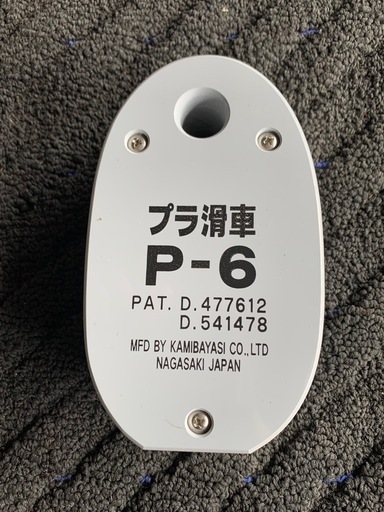 プラ滑車
P-6
PAT. D.477612
D.541478
MFD BY KAMIBAYASI CO.,LTD
NAGASAKI JAPAN